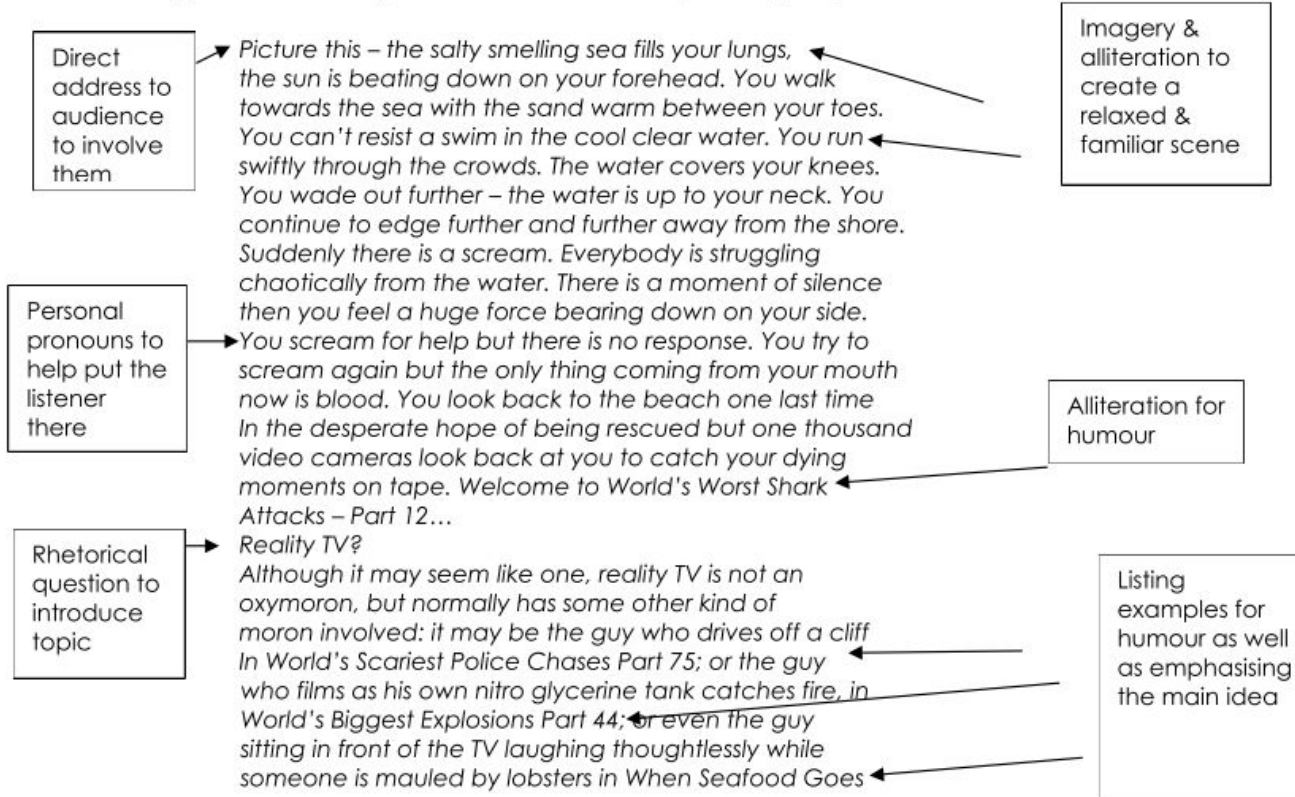 Direct
address to
audience
to involve
them
Picture this – the salty smelling sea fills your lungs,
the sun is beating down on your forehead. You walk
towards the sea with the sand warm between your toes.
You can't resist a swim in the cool clear water. You run
swiftly through the crowds. The water covers your knees.
You wade out further – the water is up to your neck. You
continue to edge further and further away from the shore.
Suddenly there is a scream. Everybody is struggling
chaotically from the water. There is a moment of silence
then you feel a huge force bearing down on your side.
You scream for help but there is no response. You try to
scream again but the only thing coming from your mouth
now is blood. You look back to the beach one last time
In the desperate hope of being rescued but one thousand
video cameras look back at you to catch your dying
moments on tape. Welcome to World's Worst Shark
Attacks – Part 12…
Reality TV?
Although it may seem like one, reality TV is not an
oxymoron, but normally has some other kind of
moron involved: it may be the guy who drives off a cliff
In World's Scariest Police Chases Part 75; or the guy
who films as his own nitro glycerine tank catches fire, in
World's Biggest Explosions Part 44; or even the guy
sitting in front of the TV laughing thoughtlessly while
someone is mauled by lobsters in When Seafood Goes
Imagery &
alliteration to
create a
relaxed &
familiar scene
Personal
pronouns to
help put the
listener
there
Alliteration for
humour
Rhetorical
question to
introduce
topic
Listing
examples for
humour as well
as emphasising
the main idea